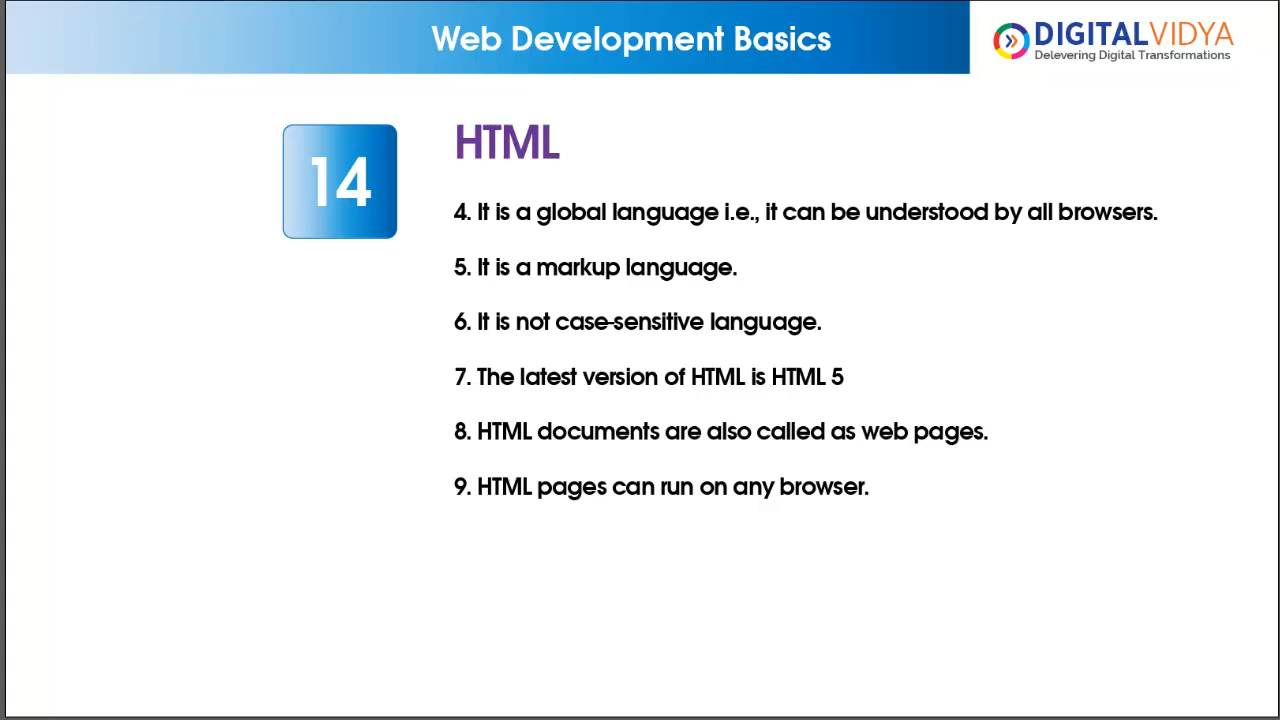 Web Development Basics
DIGITALVIDYA
Delevering Digital Transformations
14
HTML
4. It is a global language i.e., it can be understood by all browsers.
5. It is a markup language.
6. It is not case-sensitive language.
7. The latest version of HTML is HTML 5
8. HTML documents are also called as web pages.
9. HTML pages can run on any browser.